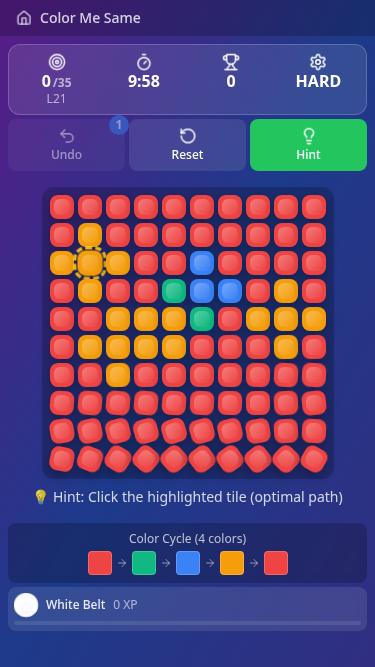 Color Me Same
0 /35
L21
9:58
0
HARD
Undo
1
Reset
Hint
💡 Hint: Click the highlighted tile (optimal path)
Color Cycle (4 colors)
→ → → →
White Belt 0 XP